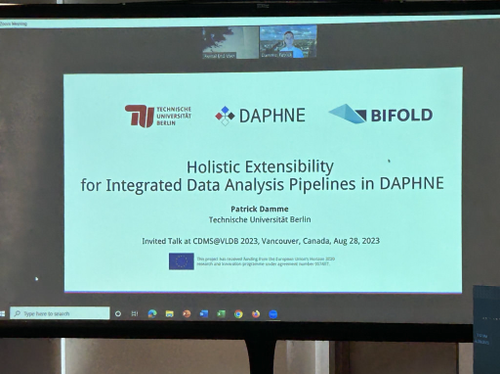 Zoom Meeting
TECHNISCHE
UNIVERSITÄT
BERLIN
DAPHNE
BIFOLD
Holistic Extensibility
for Integrated Data Analysis Pipelines in DAPHNE
Patrick Damme
Technische Universität Berlin
Invited Talk at CDMS@VLDB 2023, Vancouver, Canada, Aug 28, 2023
This project has received funding from the European Union's Horizon 2020
research and innovation programme under agreement number
Type here to search